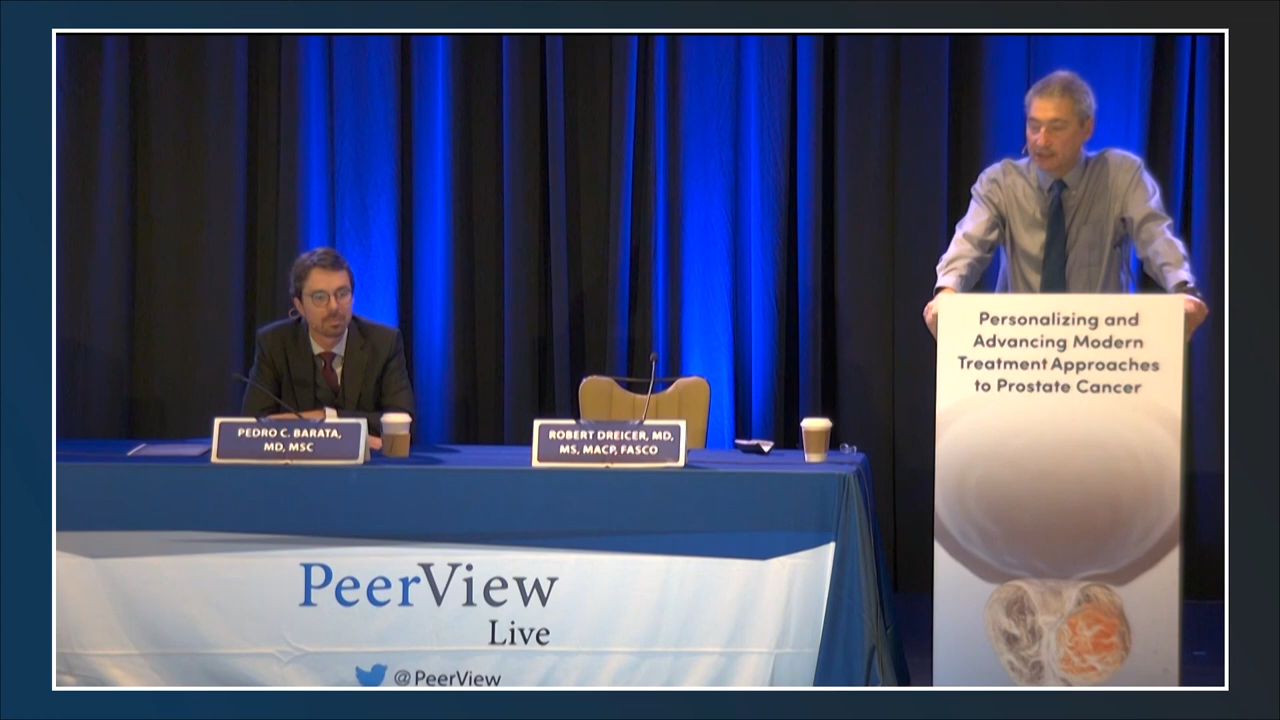 PEDRO C. BARATA,
MD, MSC
ROBERT DREICER, MD,
MS, MACP, FASCO
Personalizing and
Advancing Modern
Treatment Approaches
to Prostate Cancer
PeerView
Live
@PeerView